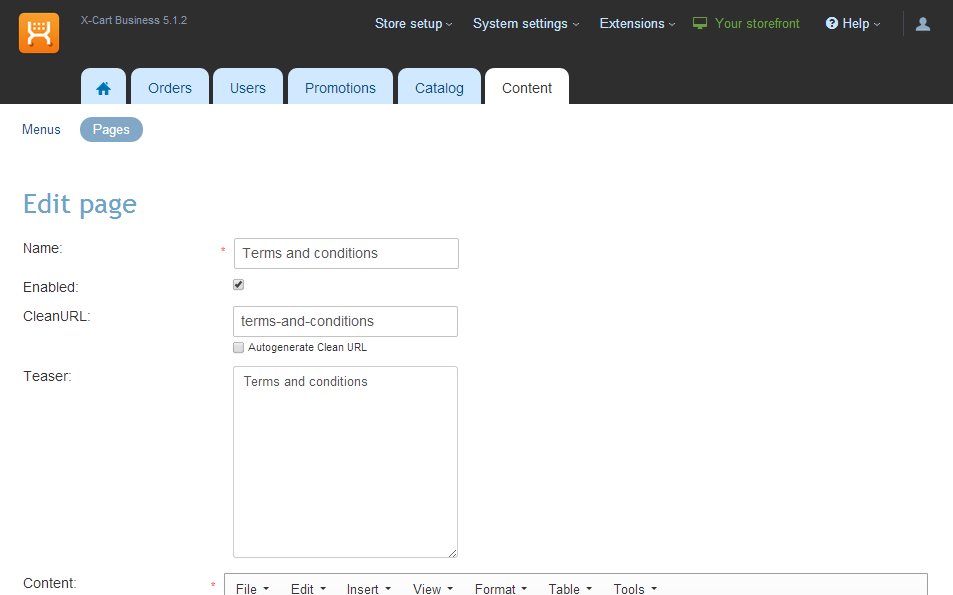 X-Cart Business 5.1.2
Store setup System settings Extensions Your storefront ? Help
Orders Users Promotions Catalog Content
Menus Pages
Edit page
Name: * Terms and conditions
Enabled:
CleanURL: terms-and-conditions
Autogenerate Clean URL
Teaser: Terms and conditions
Content: * File Edit Insert View Format Table Tools